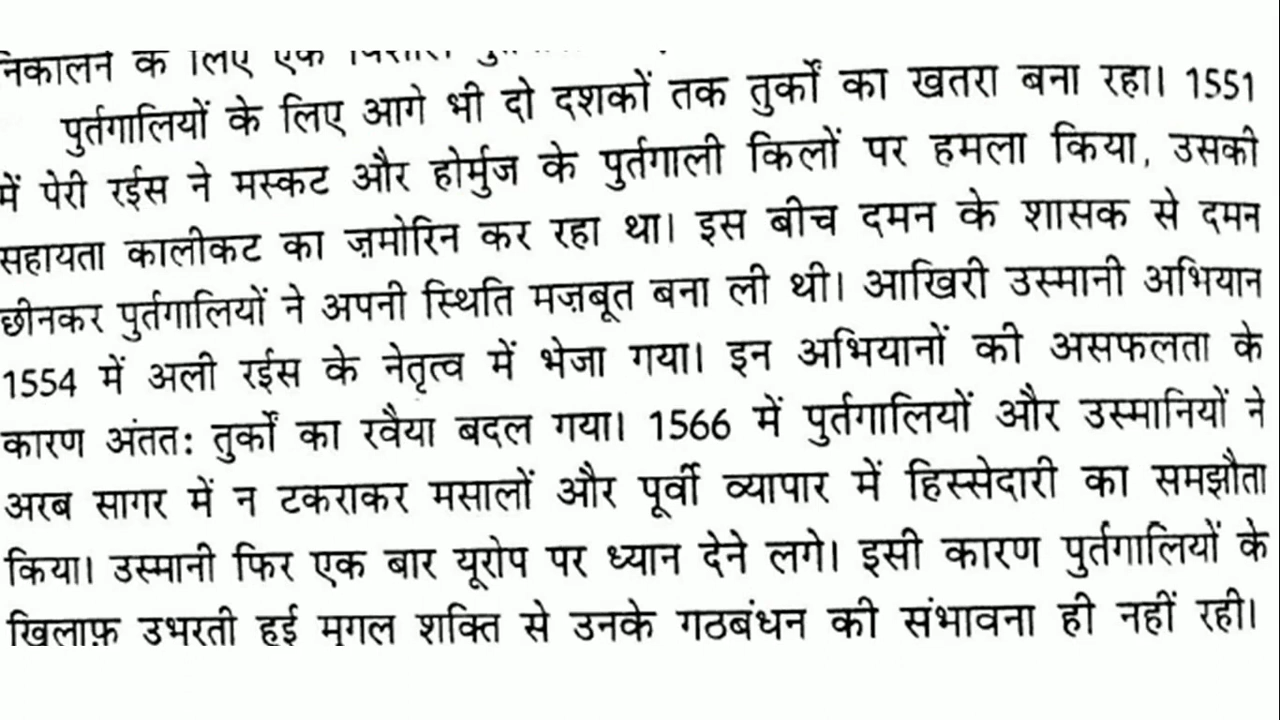 निकालने के लिए एक
पुर्तगालियों के लिए आगे भी दो दशकों तक तुर्कों का खतरा बना रहा। 1551
में पेरी रईस ने मस्कट और होर्मुज के पुर्तगाली किलों पर हमला किया, उसकी
सहायता कालीकट का ज़मोरिन कर रहा था। इस बीच दमन के शासक से दमन
छीनकर पुर्तगालियों ने अपनी स्थिति मज़बूत बना ली थी। आखिरी उस्मानी अभियान
1554 में अली रईस के नेतृत्व में भेजा गया। इन अभियानों की असफलता के
कारण अंततः तुर्कों का रवैया बदल गया। 1566 में पुर्तगालियों और उस्मानियों ने
अरब सागर में न टकराकर मसालों और पूर्वी व्यापार में हिस्सेदारी का समझौता
किया। उस्मानी फिर एक बार यूरोप पर ध्यान देने लगे। इसी कारण पुर्तगालियों के
खिलाफ़ उभरती हुई मुगल शक्ति से उनके गठबंधन की संभावना ही नहीं रही।